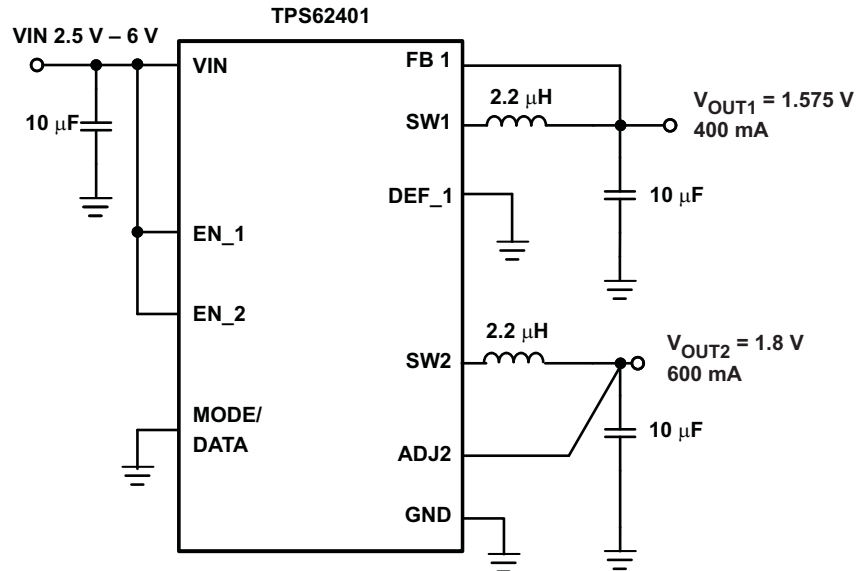 TPS62401
VIN 2.5 V – 6 V
VIN
FB 1
2.2 μH
V_OUT1 = 1.575 V
400 mA
10 μF
SW1
DEF_1
10 μF
EN_1
EN_2
2.2 μH
V_OUT2 = 1.8 V
600 mA
SW2
MODE/
DATA
10 μF
ADJ2
GND